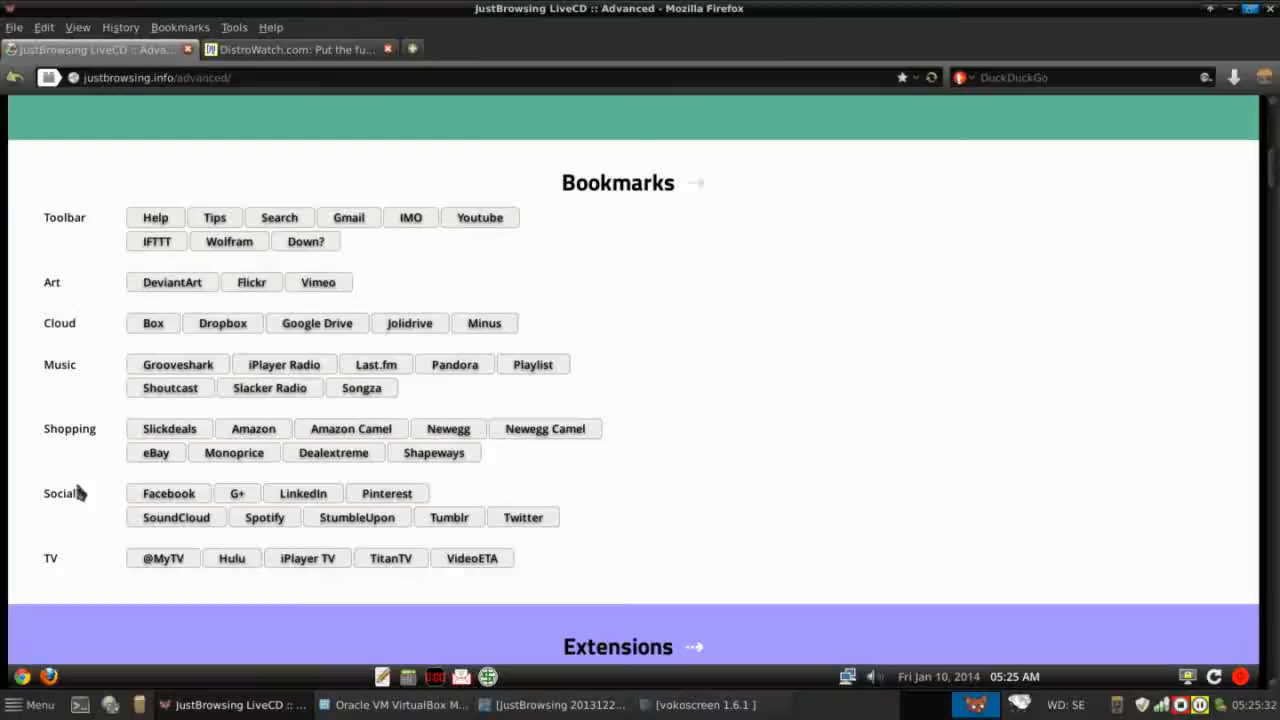 JustBrowsing LiveCD :: Advanced - Mozilla Firefox
File Edit View History Bookmarks Tools Help
JustBrowsing LiveCD :: Adva... DistroWatch.com: Put the fu...
justbrowsing.info/advanced/ DuckDuckGo
Bookmarks →
Toolbar Help Tips Search Gmail IMO Youtube
IFTTT Wolfram Down?
Art DeviantArt Flickr Vimeo
Cloud Box Dropbox Google Drive Jolidrive Minus
Music Grooveshark iPlayer Radio Last.fm Pandora Playlist
Shoutcast Slacker Radio Songza
Shopping Slickdeals Amazon Amazon Camel Newegg Newegg Camel
eBay Monoprice Dealextreme Shapeways
Social Facebook G+ LinkedIn Pinterest
SoundCloud Spotify StumbleUpon Tumblr Twitter
TV @MyTV Hulu iPlayer TV TitanTV VideoETA
Extensions ⇢
Fri Jan 10, 2014 05:25 AM
Menu JustBrowsing LiveCD :: ... Oracle VM VirtualBox M... [JustBrowsing 2013122... [vokoscreen 1.6.1 ] WD: SE 05:25:32